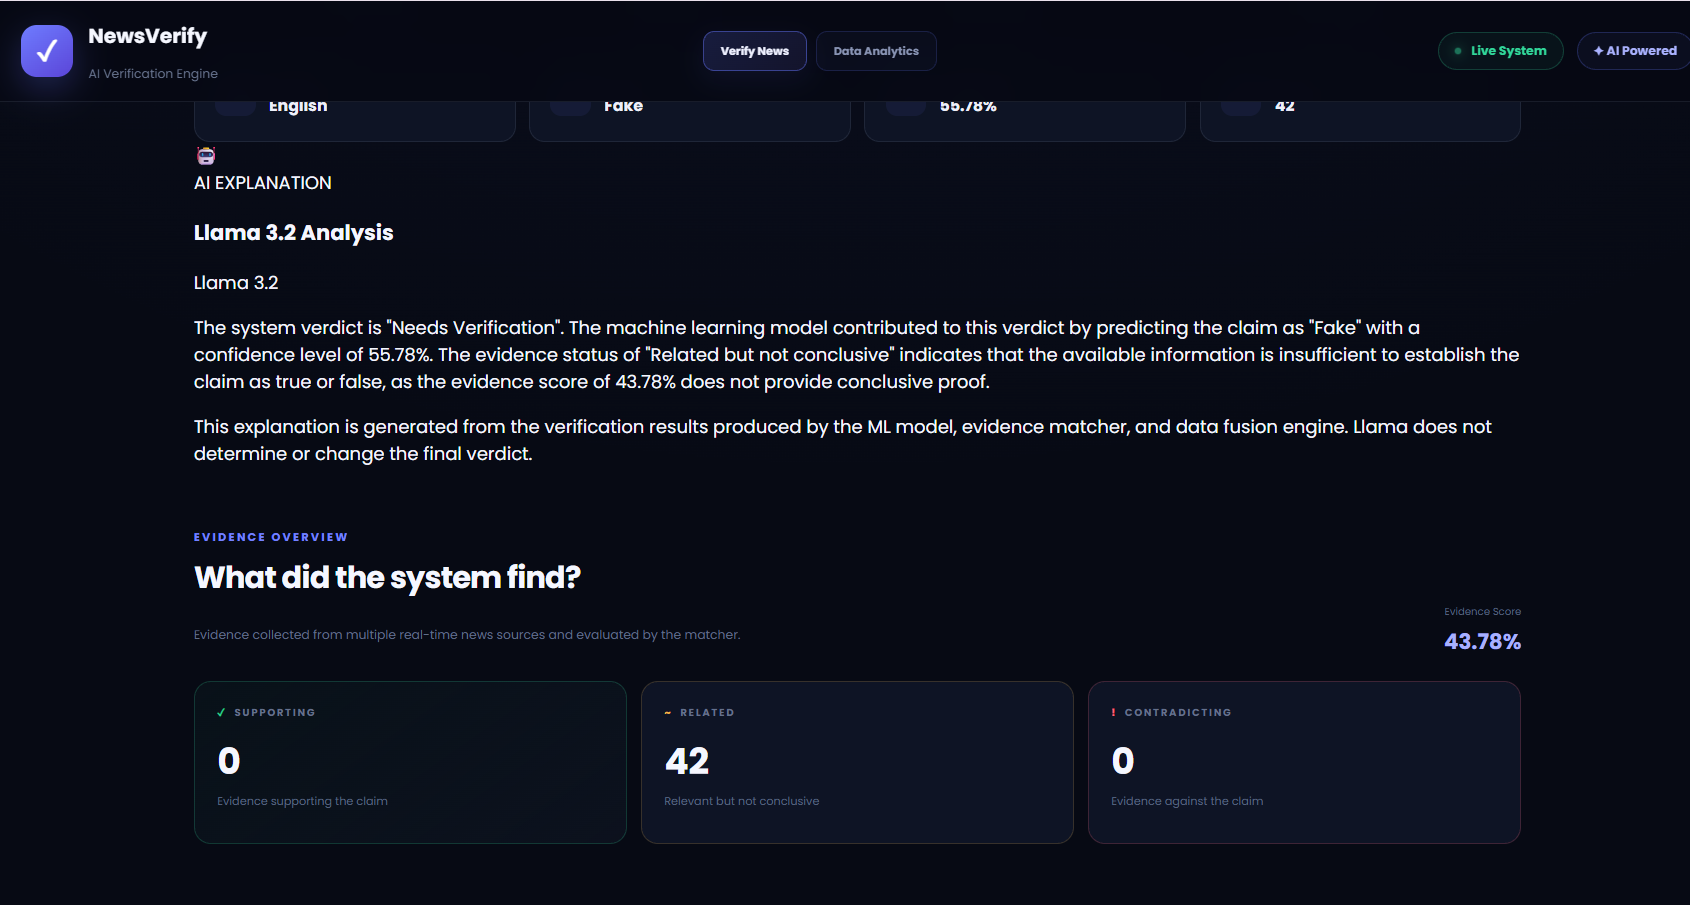 NewsVerify
AI Verification Engine
Verify News
Data Analytics
Live System
✦ AI Powered
English
Fake
55.78%
42
AI EXPLANATION
Llama 3.2 Analysis
Llama 3.2
The system verdict is "Needs Verification". The machine learning model contributed to this verdict by predicting the claim as "Fake" with a
confidence level of 55.78%. The evidence status of "Related but not conclusive" indicates that the available information is insufficient to establish the
claim as true or false, as the evidence score of 43.78% does not provide conclusive proof.
This explanation is generated from the verification results produced by the ML model, evidence matcher, and data fusion engine. Llama does not
determine or change the final verdict.
EVIDENCE OVERVIEW
What did the system find?
Evidence collected from multiple real-time news sources and evaluated by the matcher.
Evidence Score
43.78%
✓ SUPPORTING
0
Evidence supporting the claim
~ RELATED
42
Relevant but not conclusive
! CONTRADICTING
0
Evidence against the claim